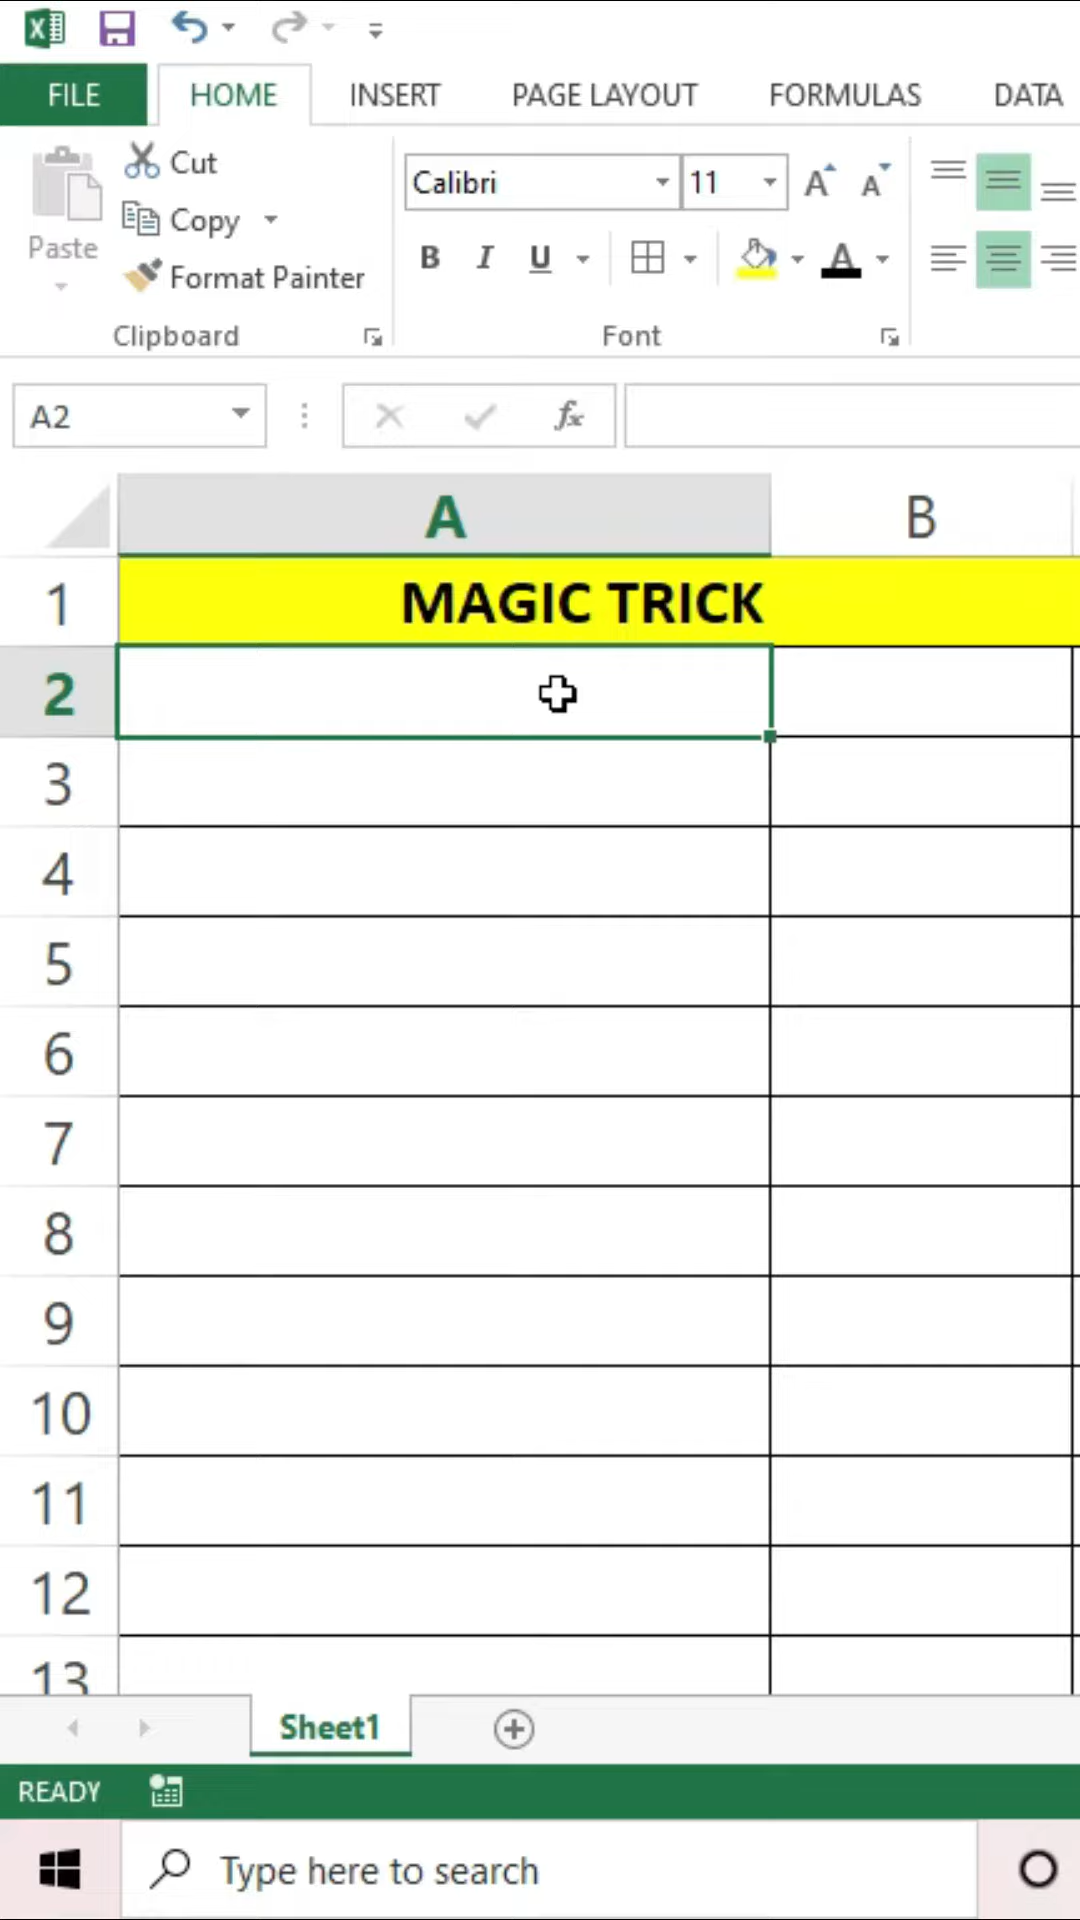 FILE HOME INSERT PAGE LAYOUT FORMULAS DATA
Cut
Calibri 11 A A
Copy
Paste
B I U A
Format Painter
Clipboard Font
A2 fx
A B
1 MAGIC TRICK
2
3
4
5
6
7
8
9
10
11
12
13
Sheet1
READY
Type here to search